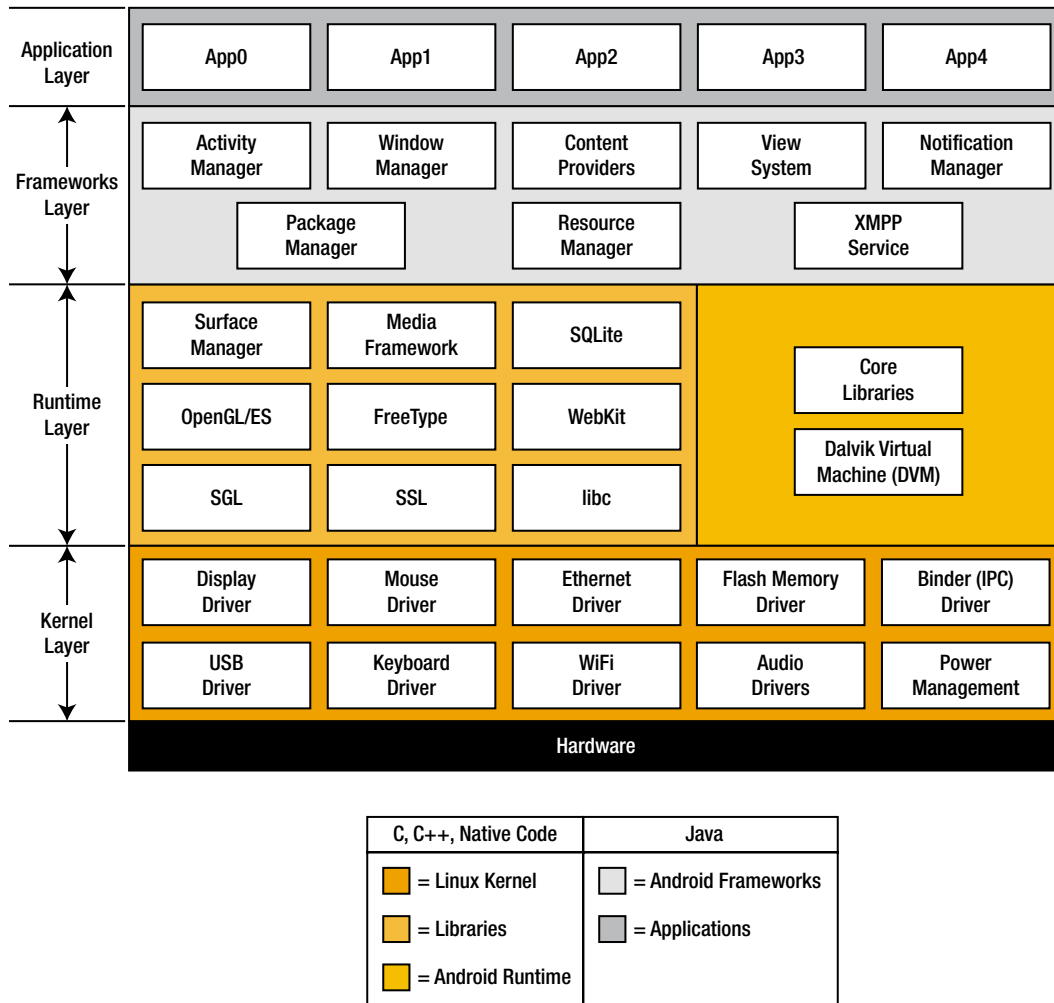 Application
Layer
App0
App1
App2
App3
App4
Frameworks
Layer
Activity
Manager
Window
Manager
Content
Providers
View
System
Notification
Manager
Package
Manager
Resource
Manager
XMPP
Service
Runtime
Layer
Surface
Manager
Media
Framework
SQLite
OpenGL/ES
FreeType
WebKit
SGL
SSL
libc
Core
Libraries
Dalvik Virtual
Machine (DVM)
Kernel
Layer
Display
Driver
Mouse
Driver
Ethernet
Driver
Flash Memory
Driver
Binder (IPC)
Driver
USB
Driver
Keyboard
Driver
WiFi
Driver
Audio
Drivers
Power
Management
Hardware
C, C++, Native Code
Java
= Linux Kernel
= Android Frameworks
= Libraries
= Applications
= Android Runtime